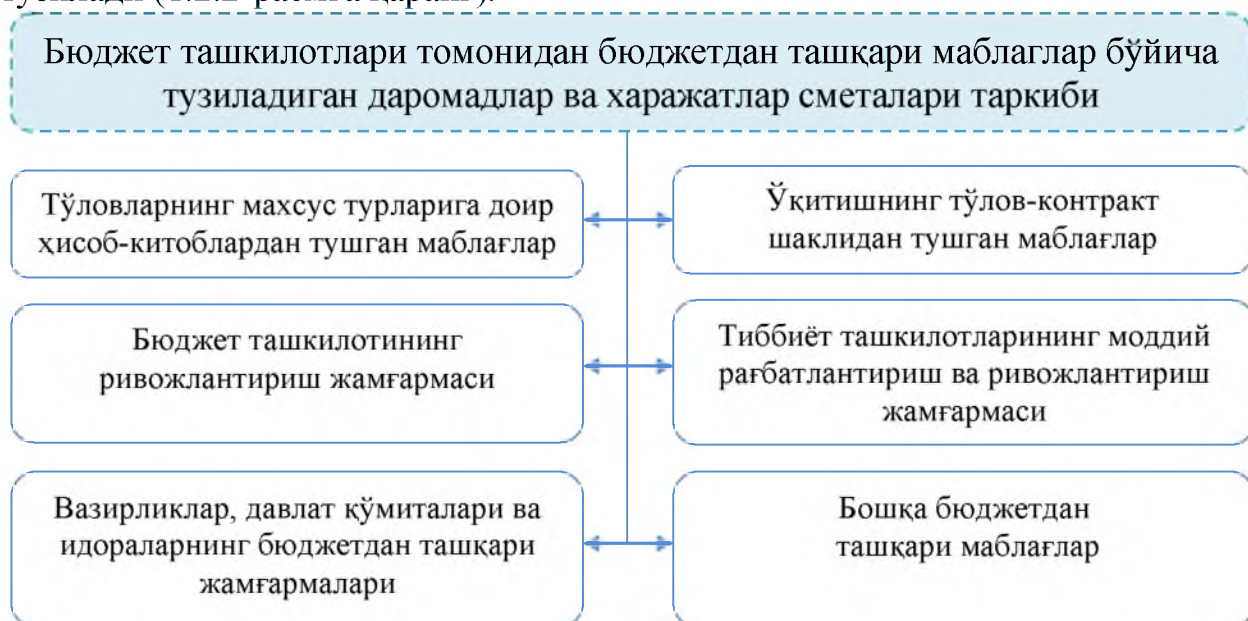 Бюджет ташкилотлари томонидан бюджетдан ташқари маблаглар бўйича
тузиладиган даромадлар ва харажатлар сметалари таркиби
Тўловларнинг махсус турларига доир
ҳисоб-китоблардан тушган маблағлар
Ўқитишнинг тўлов-контракт
шаклидан тушган маблағлар
Бюджет ташкилотининг
ривожлантириш жамғармаси
Тиббиёт ташкилотларининг моддий
рағбатлантириш ва ривожлантириш
жамғармаси
Вазирликлар, давлат қўмиталари ва
идораларнинг бюджетдан ташқари
жамғармалари
Бошқа бюджетдан
ташқари маблағлар